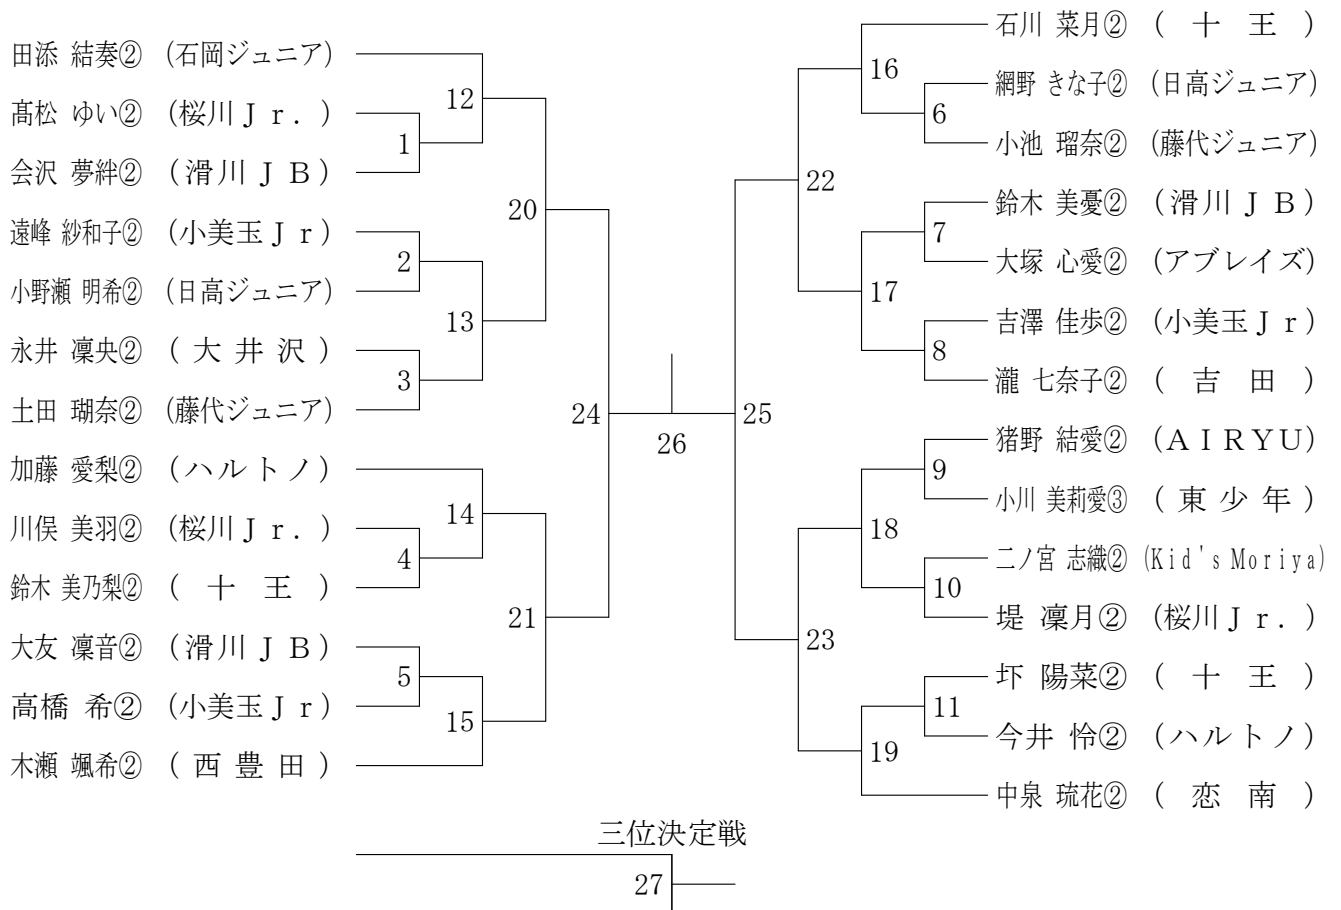 田添 結奏② (石岡ジュニア)
12
髙松 ゆい② (桜川Ｊｒ．)
1
会沢 夢絆② (滑川ＪＢ)
20
遠峰 紗和子② (小美玉Ｊｒ)
2
小野瀬 明希② (日高ジュニア)
13
永井 凜央② (大井沢)
3
土田 瑚奈② (藤代ジュニア)
24
加藤 愛梨② (ハルトノ)
14
川俣 美羽② (桜川Ｊｒ．)
4
鈴木 美乃梨② (十王)
21
大友 凜音② (滑川ＪＢ)
5
高橋 希② (小美玉Ｊｒ)
15
木瀬 颯希② (西豊田)
26
石川 菜月② (十王)
16
網野 きな子② (日高ジュニア)
6
小池 瑠奈② (藤代ジュニア)
22
鈴木 美憂② (滑川ＪＢ)
7
大塚 心愛② (アブレイズ)
17
吉澤 佳歩② (小美玉Ｊｒ)
8
瀧 七奈子② (吉田)
25
猪野 結愛② (ＡＩＲＹＵ)
9
小川 美莉愛③ (東少年)
18
二ノ宮 志織② (Kid's Moriya)
10
堤 凜月② (桜川Ｊｒ．)
23
圷 陽菜② (十王)
11
今井 怜② (ハルトノ)
19
中泉 琉花② (恋南)
三位決定戦
27